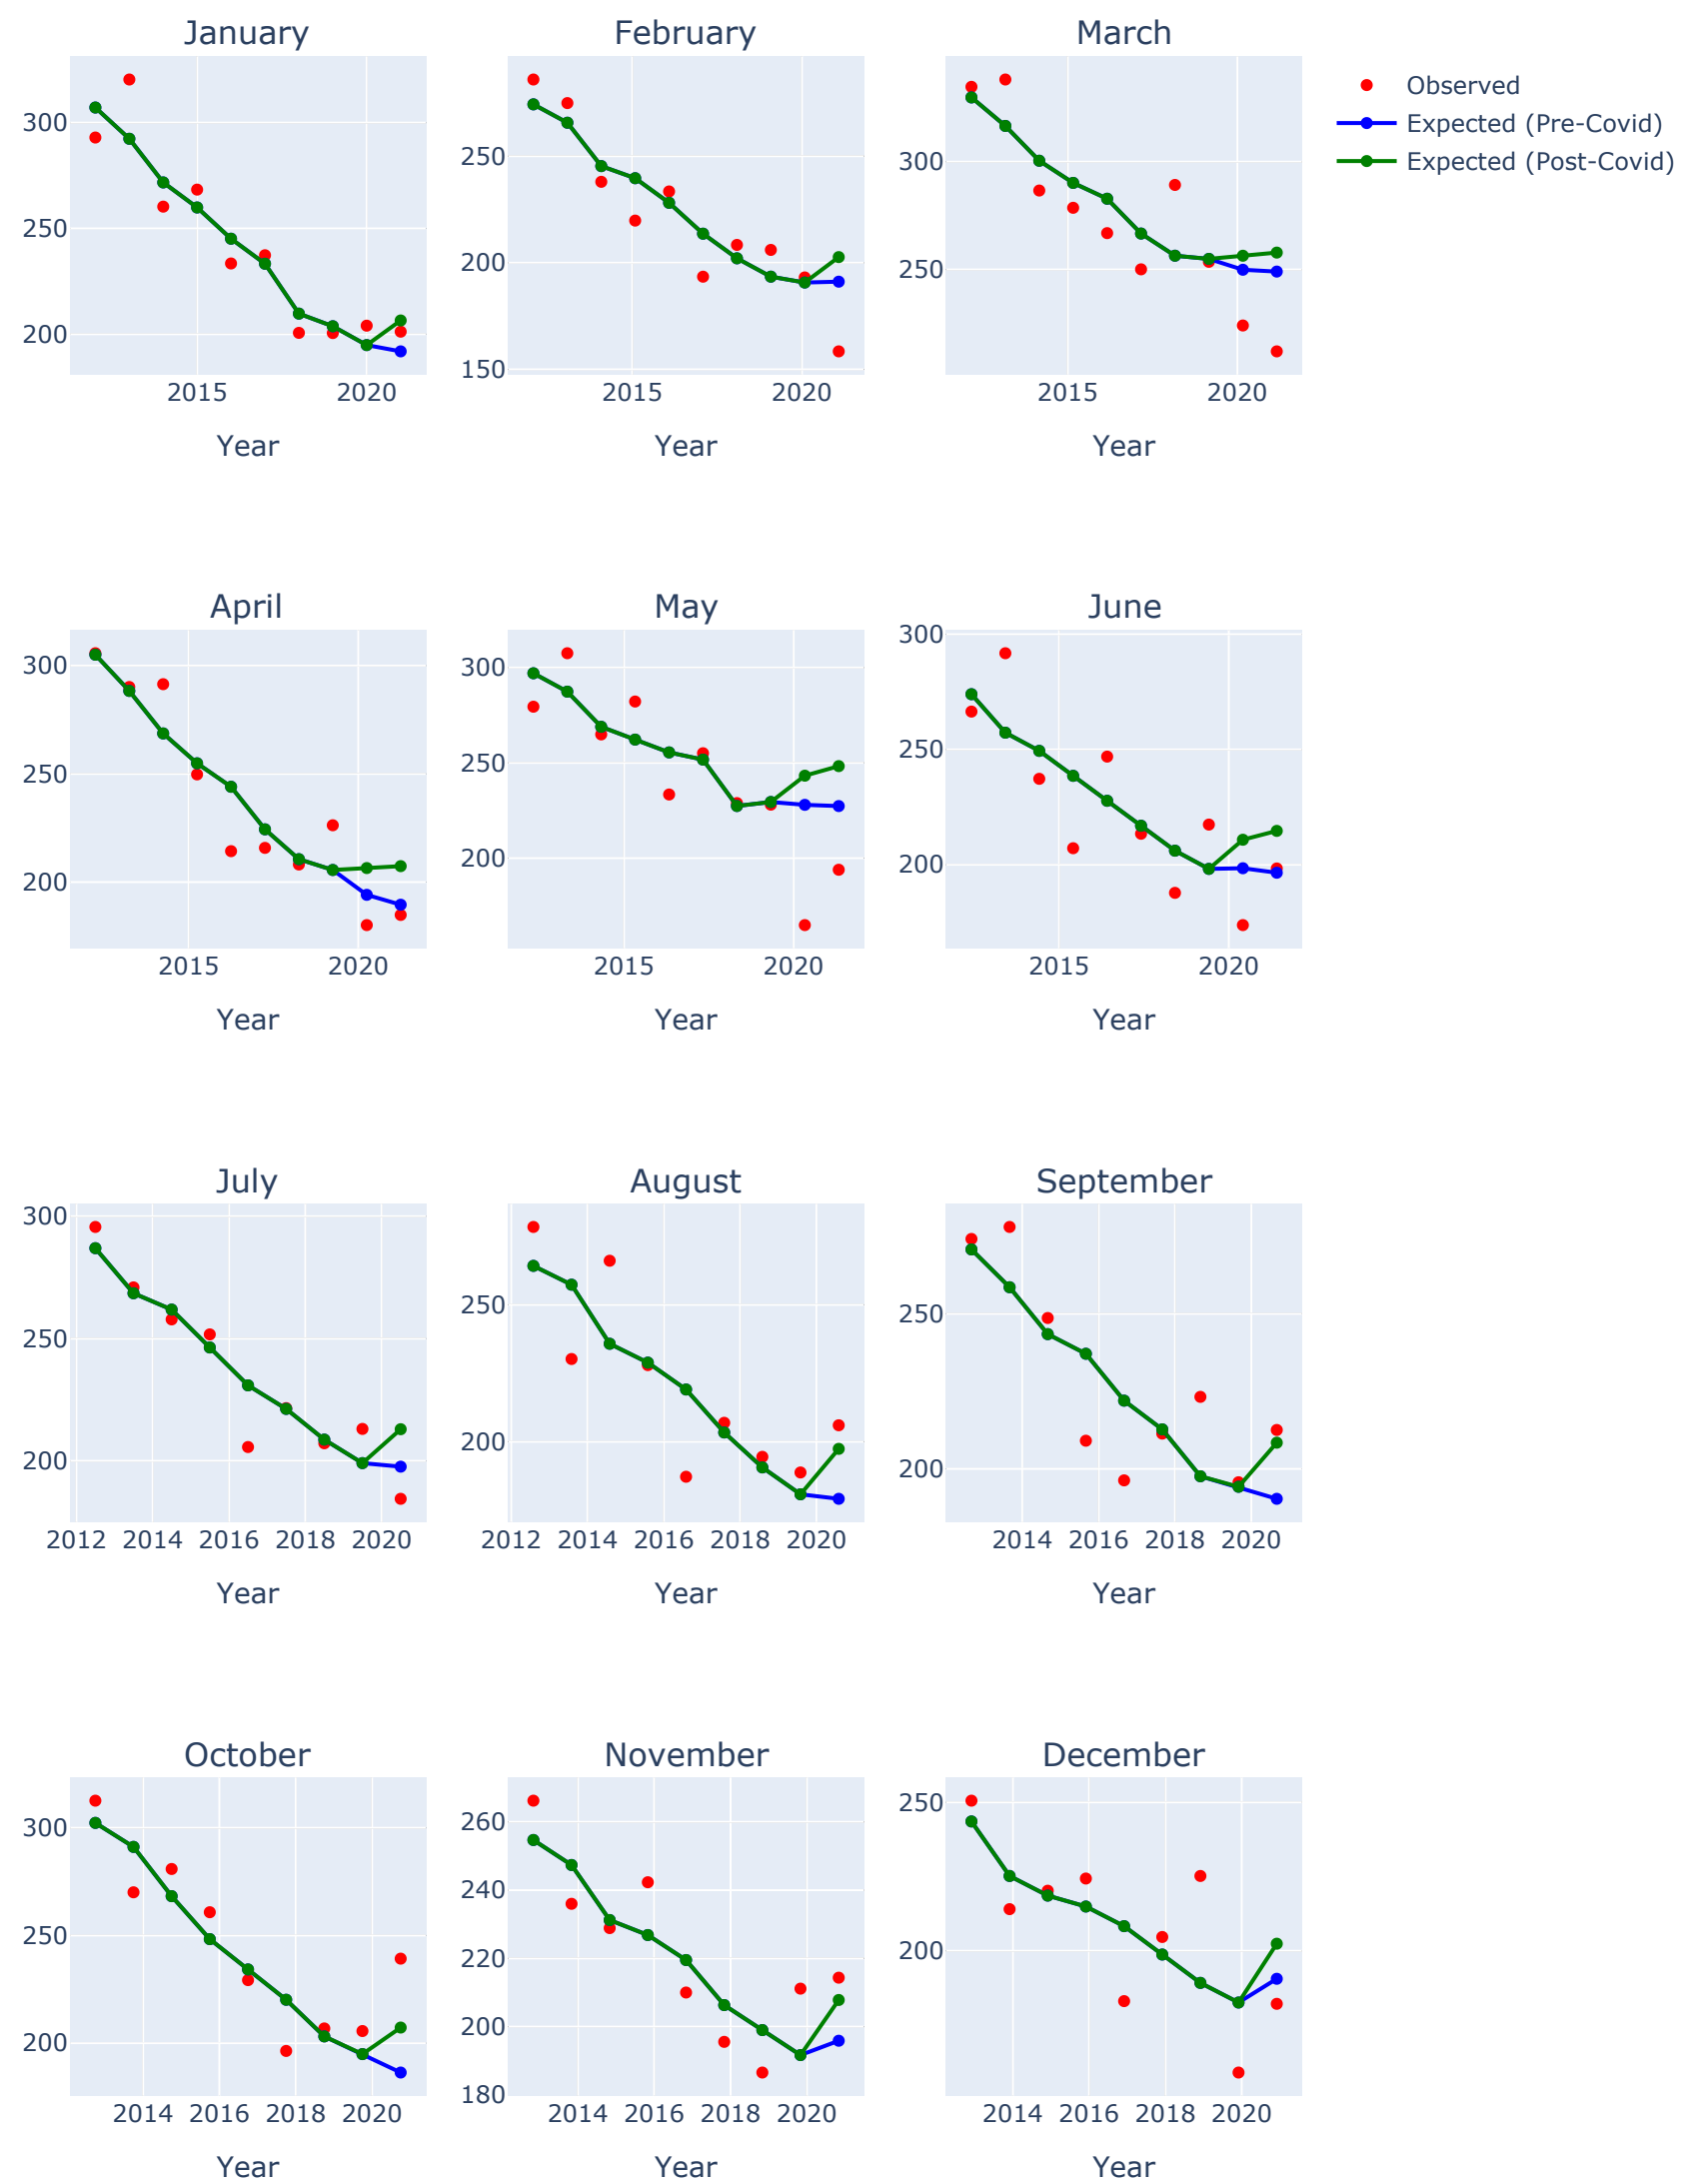 January
February
March
300
250
200
2015
2020
Year
250
200
150
2015
2020
Year
300
250
2015
2020
Year
Observed
Expected (Pre-Covid)
Expected (Post-Covid)
April
May
June
300
250
200
2015
2020
Year
300
250
200
2015
2020
Year
300
250
200
2015
2020
Year
July
August
September
300
250
200
2012
2014
2016
2018
2020
Year
250
200
2012
2014
2016
2018
2020
Year
250
200
2014
2016
2018
2020
Year
October
November
December
300
250
200
2014
2016
2018
2020
Year
260
240
220
200
180
2014
2016
2018
2020
Year
250
200
2014
2016
2018
2020
Year